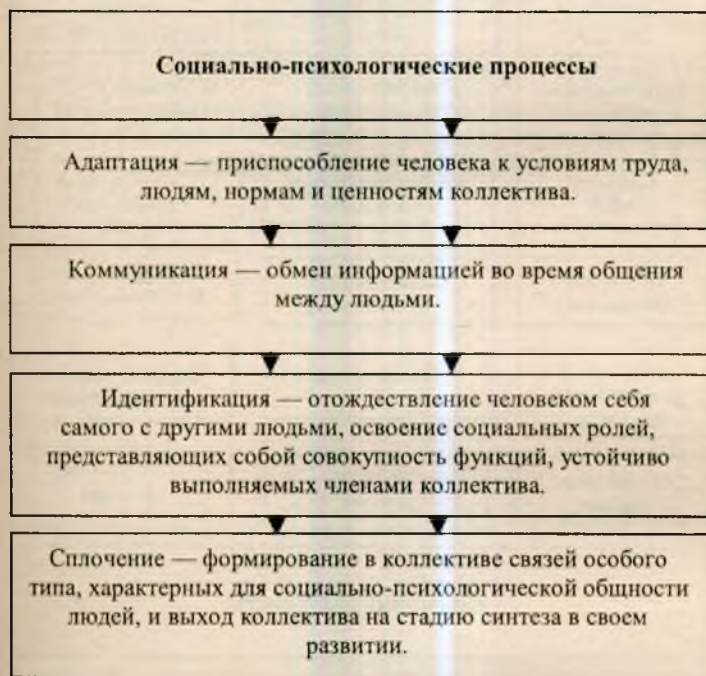 Социально-психологические процессы
Адаптация — приспособление человека к условиям труда,
людям, нормам и ценностям коллектива.
Коммуникация — обмен информацией во время общения
между людьми.
Идентификация — отождествление человеком себя
самого с другими людьми, освоение социальных ролей,
представляющих собой совокупность функций, устойчиво
выполняемых членами коллектива.
Сплочение — формирование в коллективе связей особого
типа, характерных для социально-психологической общности
людей, и выход коллектива на стадию синтеза в своем
развитии.